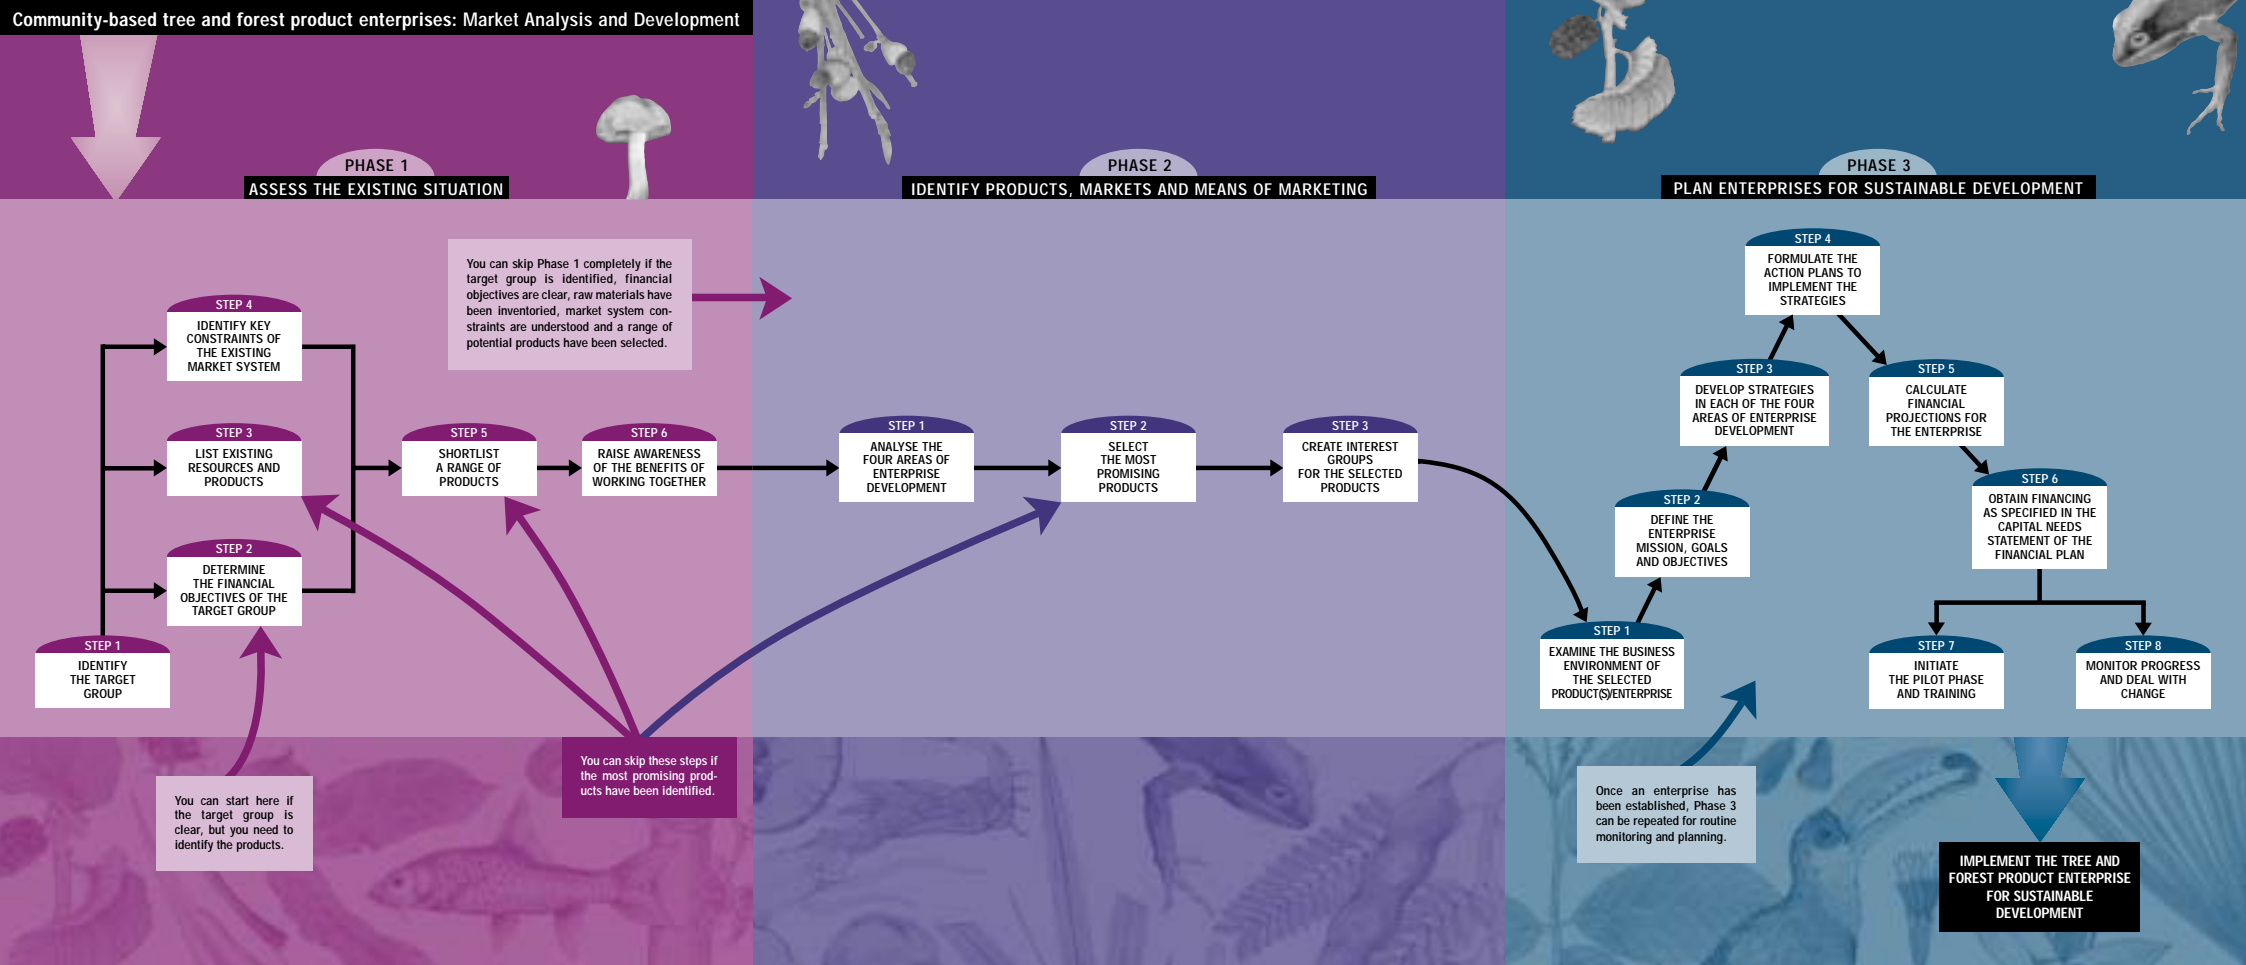 Community-based tree and forest product enterprises: Market Analysis and Development
PHASE 1
ASSESS THE EXISTING SITUATION
You can skip Phase 1 completely if the
target group is identified, financial
objectives are clear, raw materials have
been inventoried, market system con-
straints are understood and a range of
potential products have been selected.
STEP 4
IDENTIFY KEY
CONSTRAINTS OF
THE EXISTING
MARKET SYSTEM
STEP 3
LIST EXISTING
RESOURCES AND
PRODUCTS
STEP 2
DETERMINE
THE FINANCIAL
OBJECTIVES OF THE
TARGET GROUP
STEP 1
IDENTIFY
THE TARGET
GROUP
STEP 5
SHORTLIST
A RANGE OF
PRODUCTS
STEP 6
RAISE AWARENESS
OF THE BENEFITS OF
WORKING TOGETHER
You can start here if
the target group is
clear, but you need to
identify the products.
You can skip these steps if
the most promising prod-
ucts have been identified.
PHASE 2
IDENTIFY PRODUCTS, MARKETS AND MEANS OF MARKETING
STEP 1
ANALYSE THE
FOUR AREAS OF
ENTERPRISE
DEVELOPMENT
STEP 2
SELECT
THE MOST
PROMISING
PRODUCTS
STEP 3
CREATE INTEREST
GROUPS
FOR THE SELECTED
PRODUCTS
PHASE 3
PLAN ENTERPRISES FOR SUSTAINABLE DEVELOPMENT
STEP 4
FORMULATE THE
ACTION PLANS TO
IMPLEMENT THE
STRATEGIES
STEP 3
DEVELOP STRATEGIES
IN EACH OF THE FOUR
AREAS OF ENTERPRISE
DEVELOPMENT
STEP 5
CALCULATE
FINANCIAL
PROJECTIONS FOR
THE ENTERPRISE
STEP 2
DEFINE THE
ENTERPRISE
MISSION, GOALS
AND OBJECTIVES
STEP 6
OBTAIN FINANCING
AS SPECIFIED IN THE
CAPITAL NEEDS
STATEMENT OF THE
FINANCIAL PLAN
STEP 1
EXAMINE THE BUSINESS
ENVIRONMENT OF
THE SELECTED
PRODUCT(S)/ENTERPRISE
STEP 7
INITIATE
THE PILOT PHASE
AND TRAINING
STEP 8
MONITOR PROGRESS
AND DEAL WITH
CHANGE
Once an enterprise has
been established, Phase 3
can be repeated for routine
monitoring and planning.
IMPLEMENT THE TREE AND
FOREST PRODUCT ENTERPRISE
FOR SUSTAINABLE
DEVELOPMENT